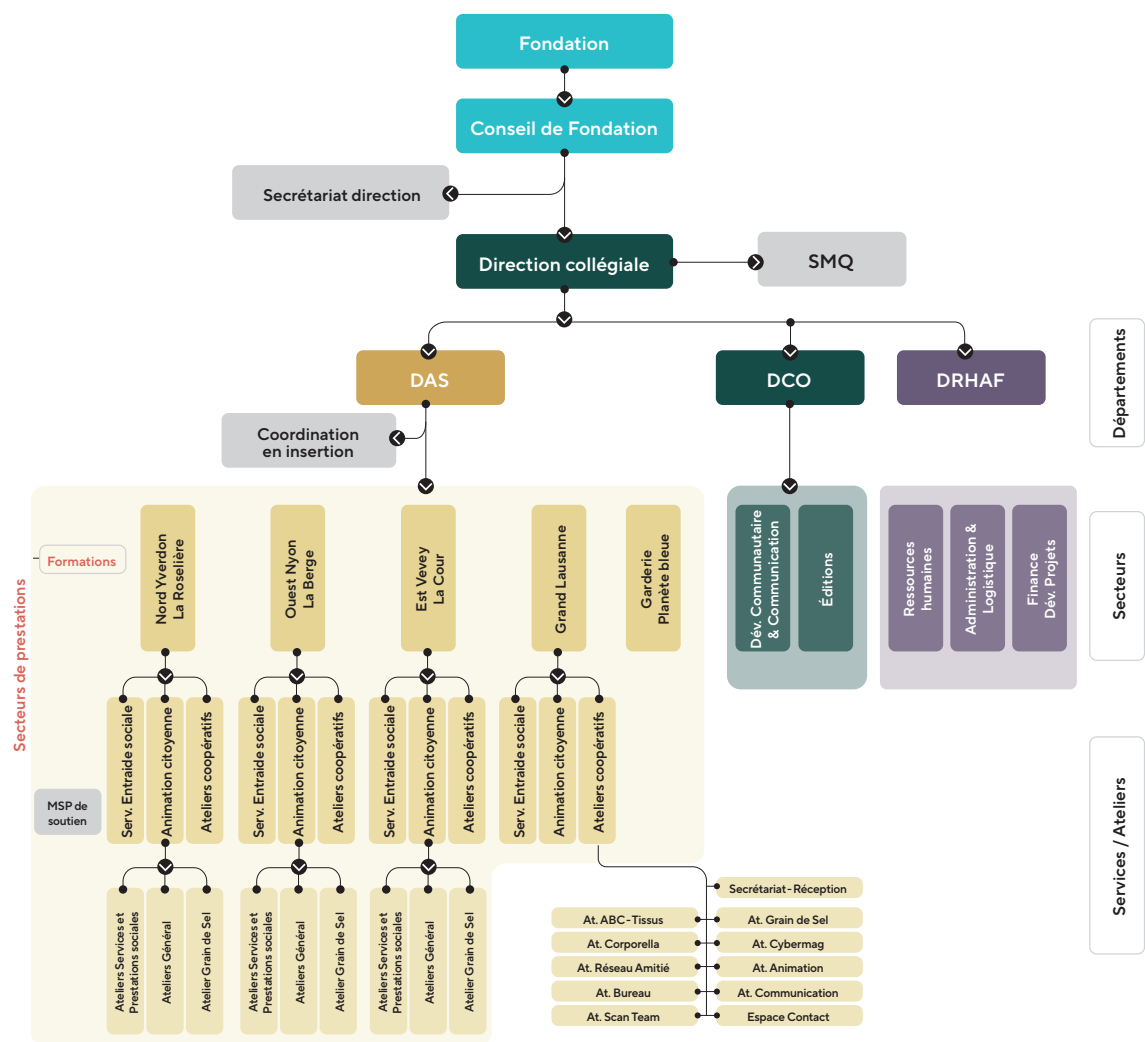 Fondation
Conseil de Fondation
Secrétariat direction
Direction collégiale
SMQ
DAS
DCO
DRHAF
Départements
Coordination
en insertion
Secteurs de prestations
Formations
Nord Yverdon
La Roselière
Ouest Nyon
La Berge
Est Vevey
La Cour
Grand Lausanne
Garderie
Planète bleue
Dév. Communautaire
& Communication
Éditions
Ressources
humaines
Administration &
Logistique
Finance
Dév. Projets
Secteurs
MSP de
soutien
Serv. Entraide sociale
Animation citoyenne
Ateliers coopératifs
Serv. Entraide sociale
Animation citoyenne
Ateliers coopératifs
Serv. Entraide sociale
Animation citoyenne
Ateliers coopératifs
Serv. Entraide sociale
Animation citoyenne
Ateliers coopératifs
Services / Ateliers
Ateliers Services et
Prestations sociales
Ateliers Général
Atelier Grain de Sel
Ateliers Services et
Prestations sociales
Ateliers Général
Atelier Grain de Sel
Ateliers Services et
Prestations sociales
Ateliers Général
Atelier Grain de Sel
Secrétariat-Réception
At. ABC-Tissus
At. Grain de Sel
At. Corporella
At. Cybermag
At. Réseau Amitié
At. Animation
At. Bureau
At. Communication
At. Scan Team
Espace Contact